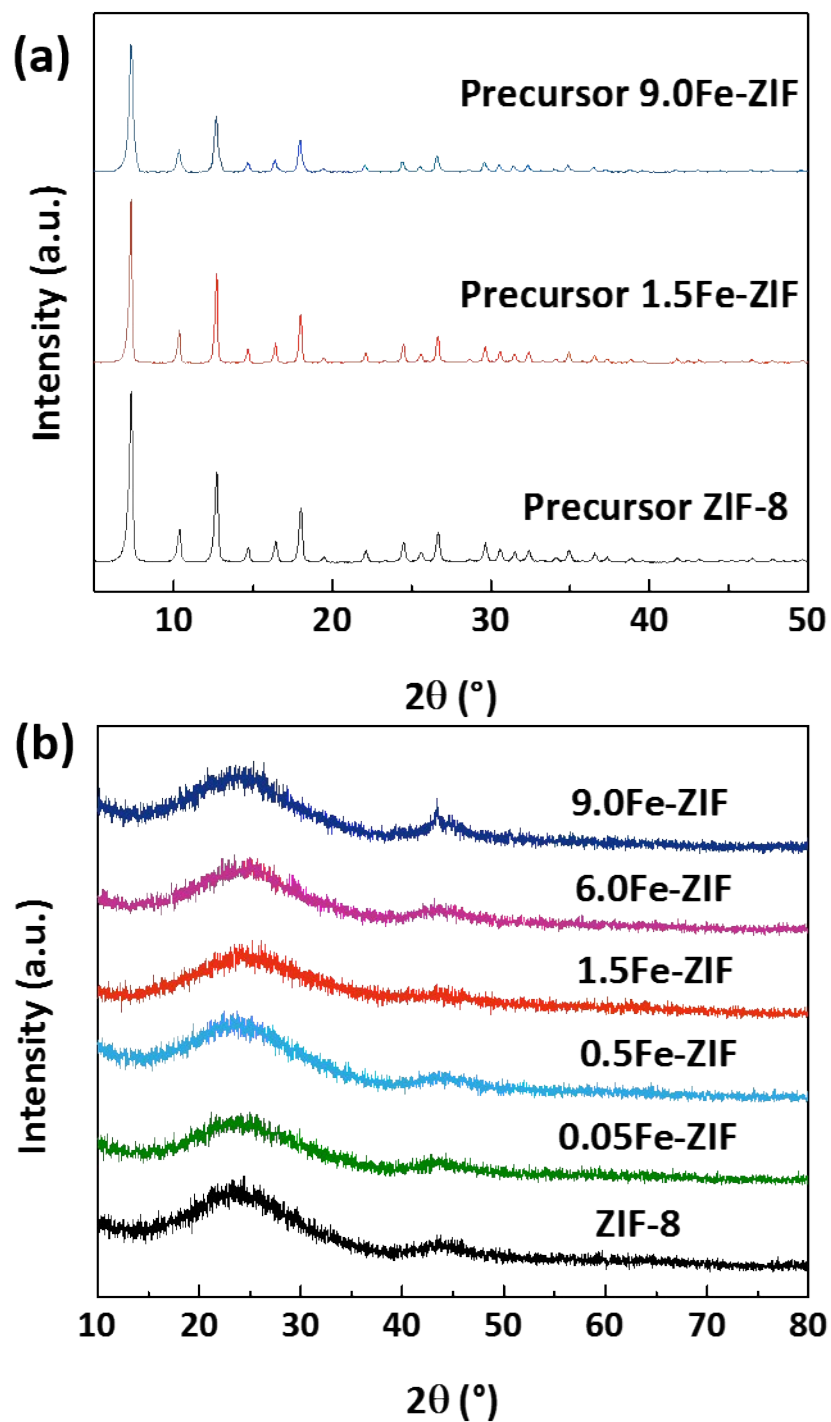 (a)
Precursor 9.0Fe-ZIF
Precursor 1.5Fe-ZIF
Precursor ZIF-8
Intensity (a.u.)
10 20 30 40 50
2θ (°)
(b)
9.0Fe-ZIF
6.0Fe-ZIF
1.5Fe-ZIF
0.5Fe-ZIF
0.05Fe-ZIF
ZIF-8
Intensity (a.u.)
10 20 30 40 50 60 70 80
2θ (°)